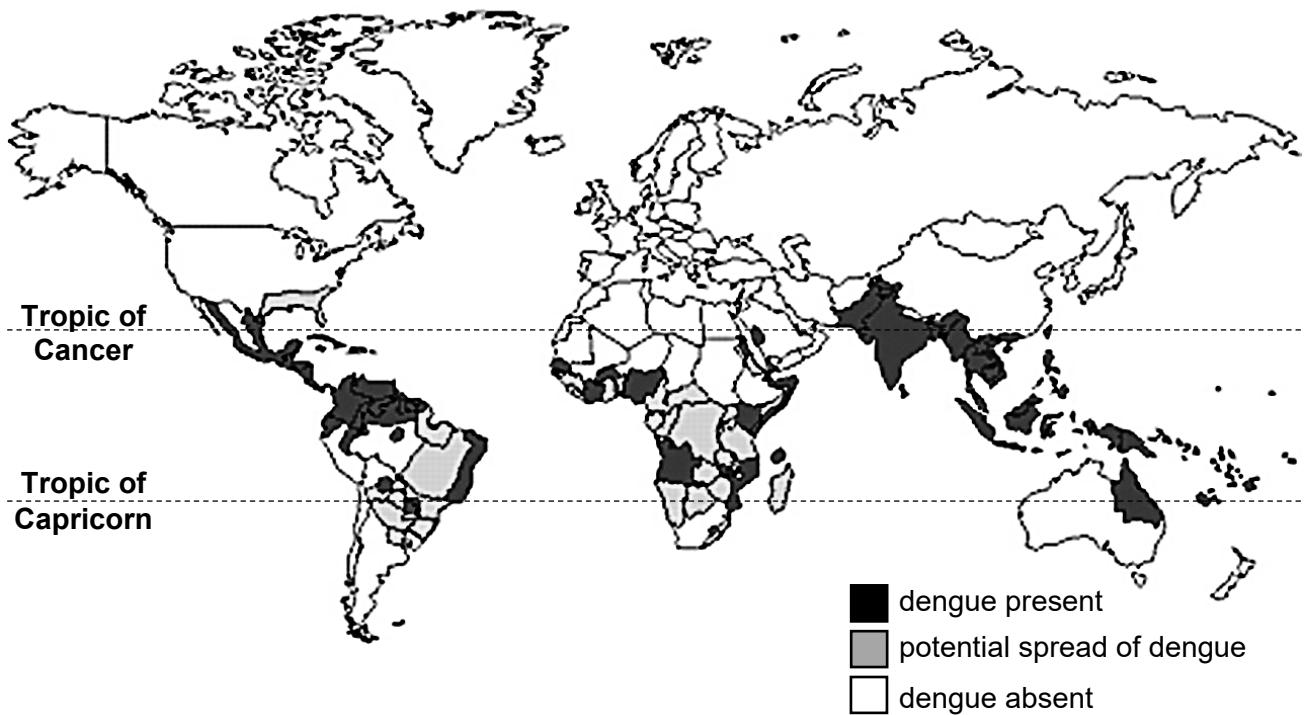 Tropic of
Cancer
Tropic of
Capricorn
dengue present
potential spread of dengue
dengue absent